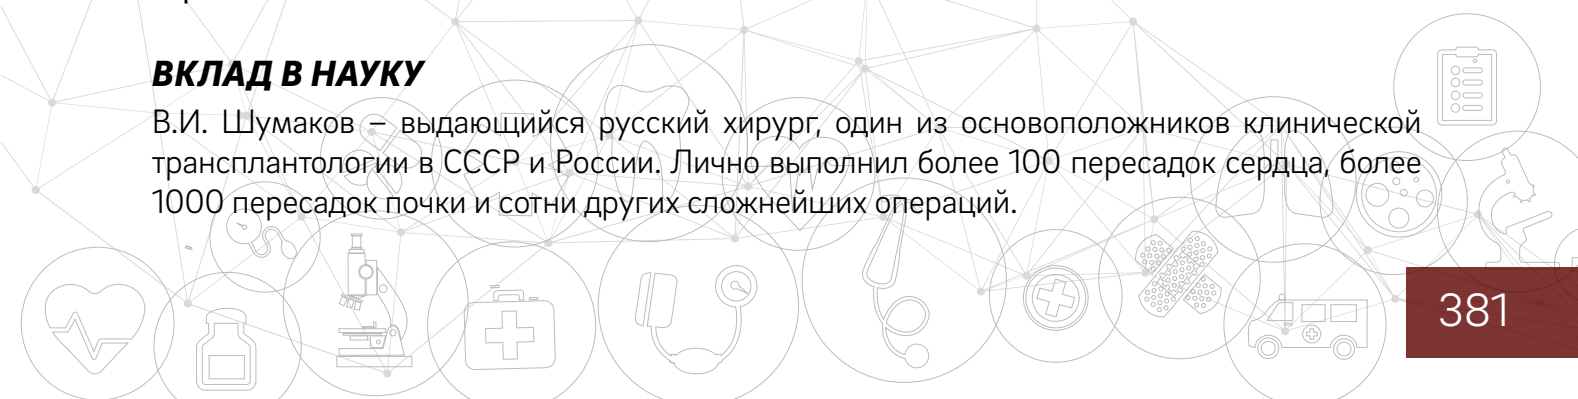 ВКЛАД В НАУКУ
В.И. Шумаков – выдающийся русский хирург, один из основоположников клинической
трансплантологии в СССР и России. Лично выполнил более 100 пересадок сердца, более
1000 пересадок почки и сотни других сложнейших операций.
381